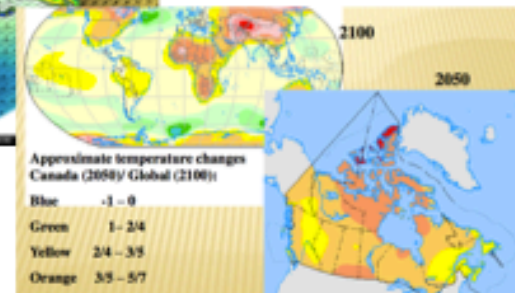 2100
2050
Approximate temperature changes
Canada (2050)/ Global (2100):
Blue -1 – 0
Green 1– 2/4
Yellow 2/4 – 3/5
Orange 3/5 – 5/7